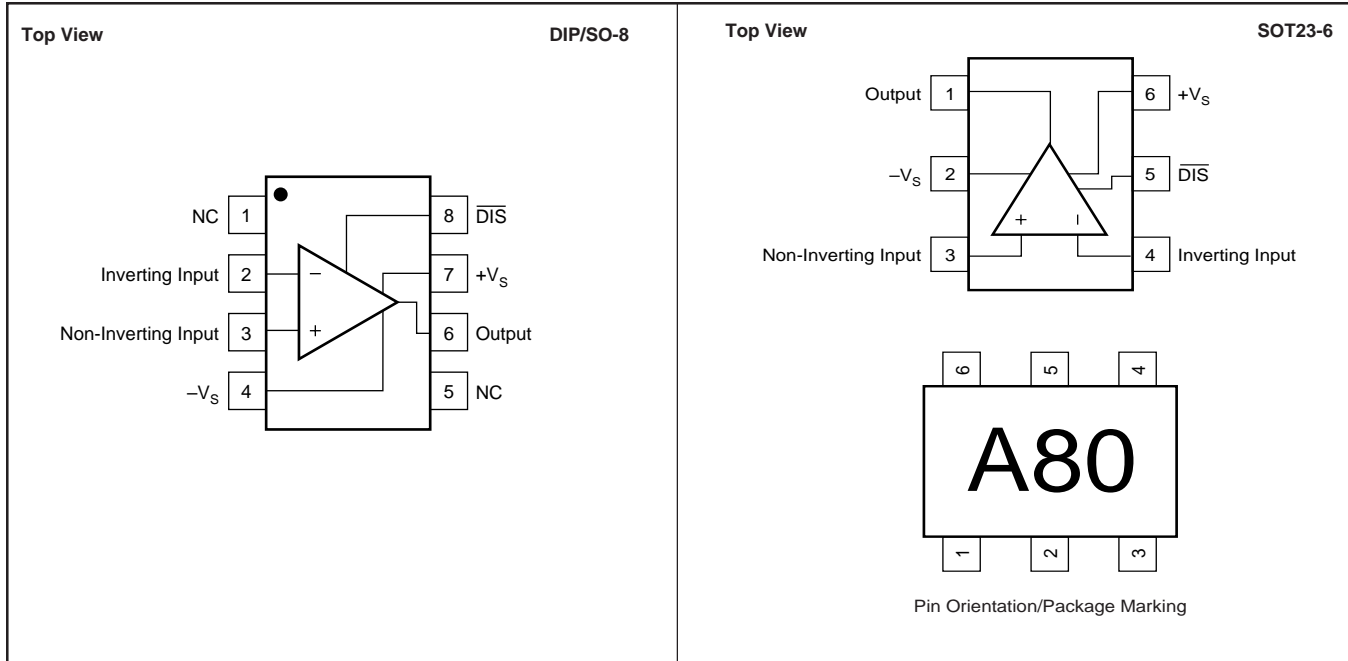 Top View
DIP/SO-8
NC 1
8 D̅I̅S̅
Inverting Input 2
–
7 +VS
Non-Inverting Input 3
+
6 Output
–VS 4
5 NC
Top View
SOT23-6
Output 1
6 +VS
–VS 2
5 D̅I̅S̅
+ –
Non-Inverting Input 3
4 Inverting Input
6 5 4
A80
1 2 3
Pin Orientation/Package Marking